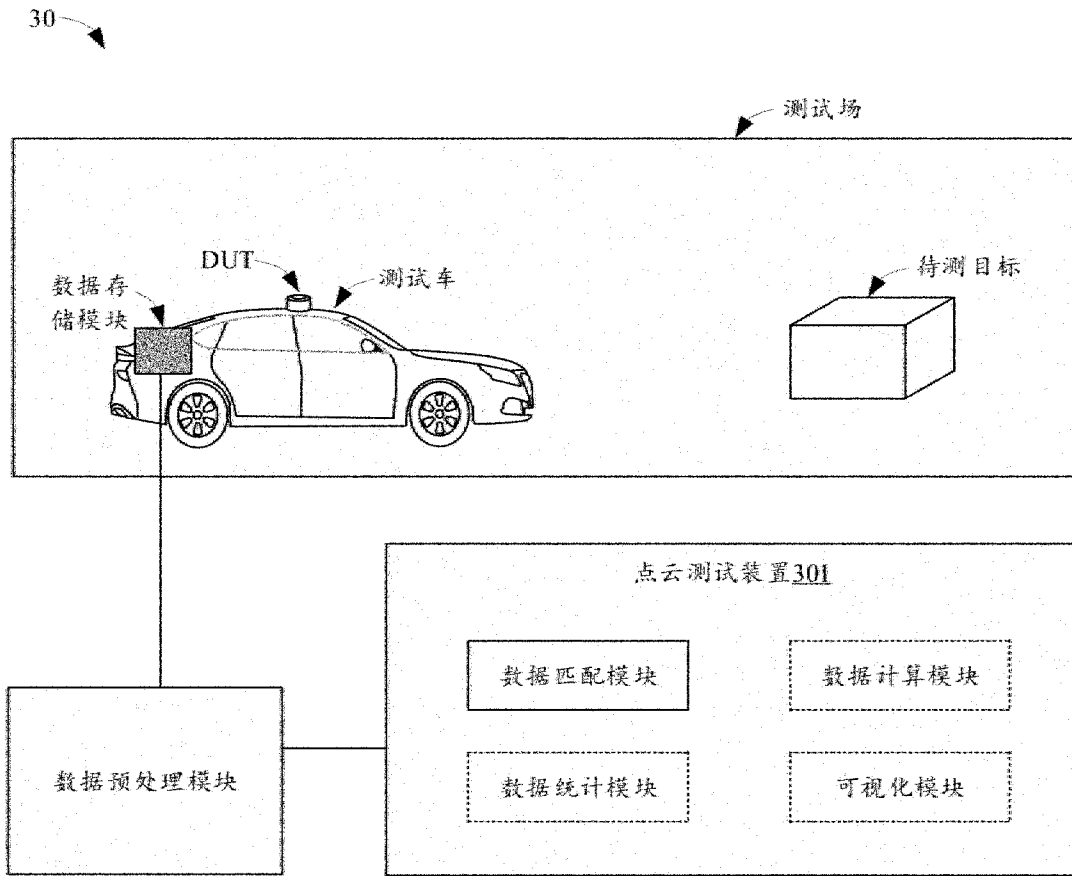 30
测试场
DUT
测试车
待测目标
数据存
储模块
点云测试装置301
数据匹配模块
数据计算模块
数据预处理模块
数据统计模块
可视化模块